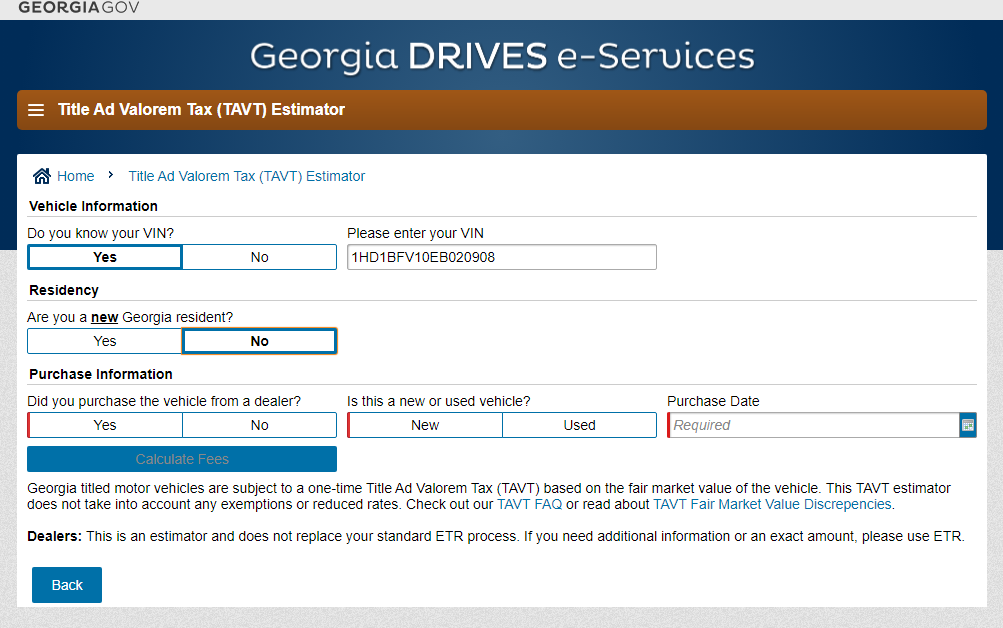 GEORGIAGOV
Georgia DRIVES e-Services
Title Ad Valorem Tax (TAVT) Estimator
Home › Title Ad Valorem Tax (TAVT) Estimator
Vehicle Information
Do you know your VIN? Please enter your VIN
Yes No 1HD1BFV10EB020908
Residency
Are you a new Georgia resident?
Yes No
Purchase Information
Did you purchase the vehicle from a dealer? Is this a new or used vehicle? Purchase Date
Yes No New Used Required
Calculate Fees
Georgia titled motor vehicles are subject to a one-time Title Ad Valorem Tax (TAVT) based on the fair market value of the vehicle. This TAVT estimator
does not take into account any exemptions or reduced rates. Check out our TAVT FAQ or read about TAVT Fair Market Value Discrepencies.
Dealers: This is an estimator and does not replace your standard ETR process. If you need additional information or an exact amount, please use ETR.
Back